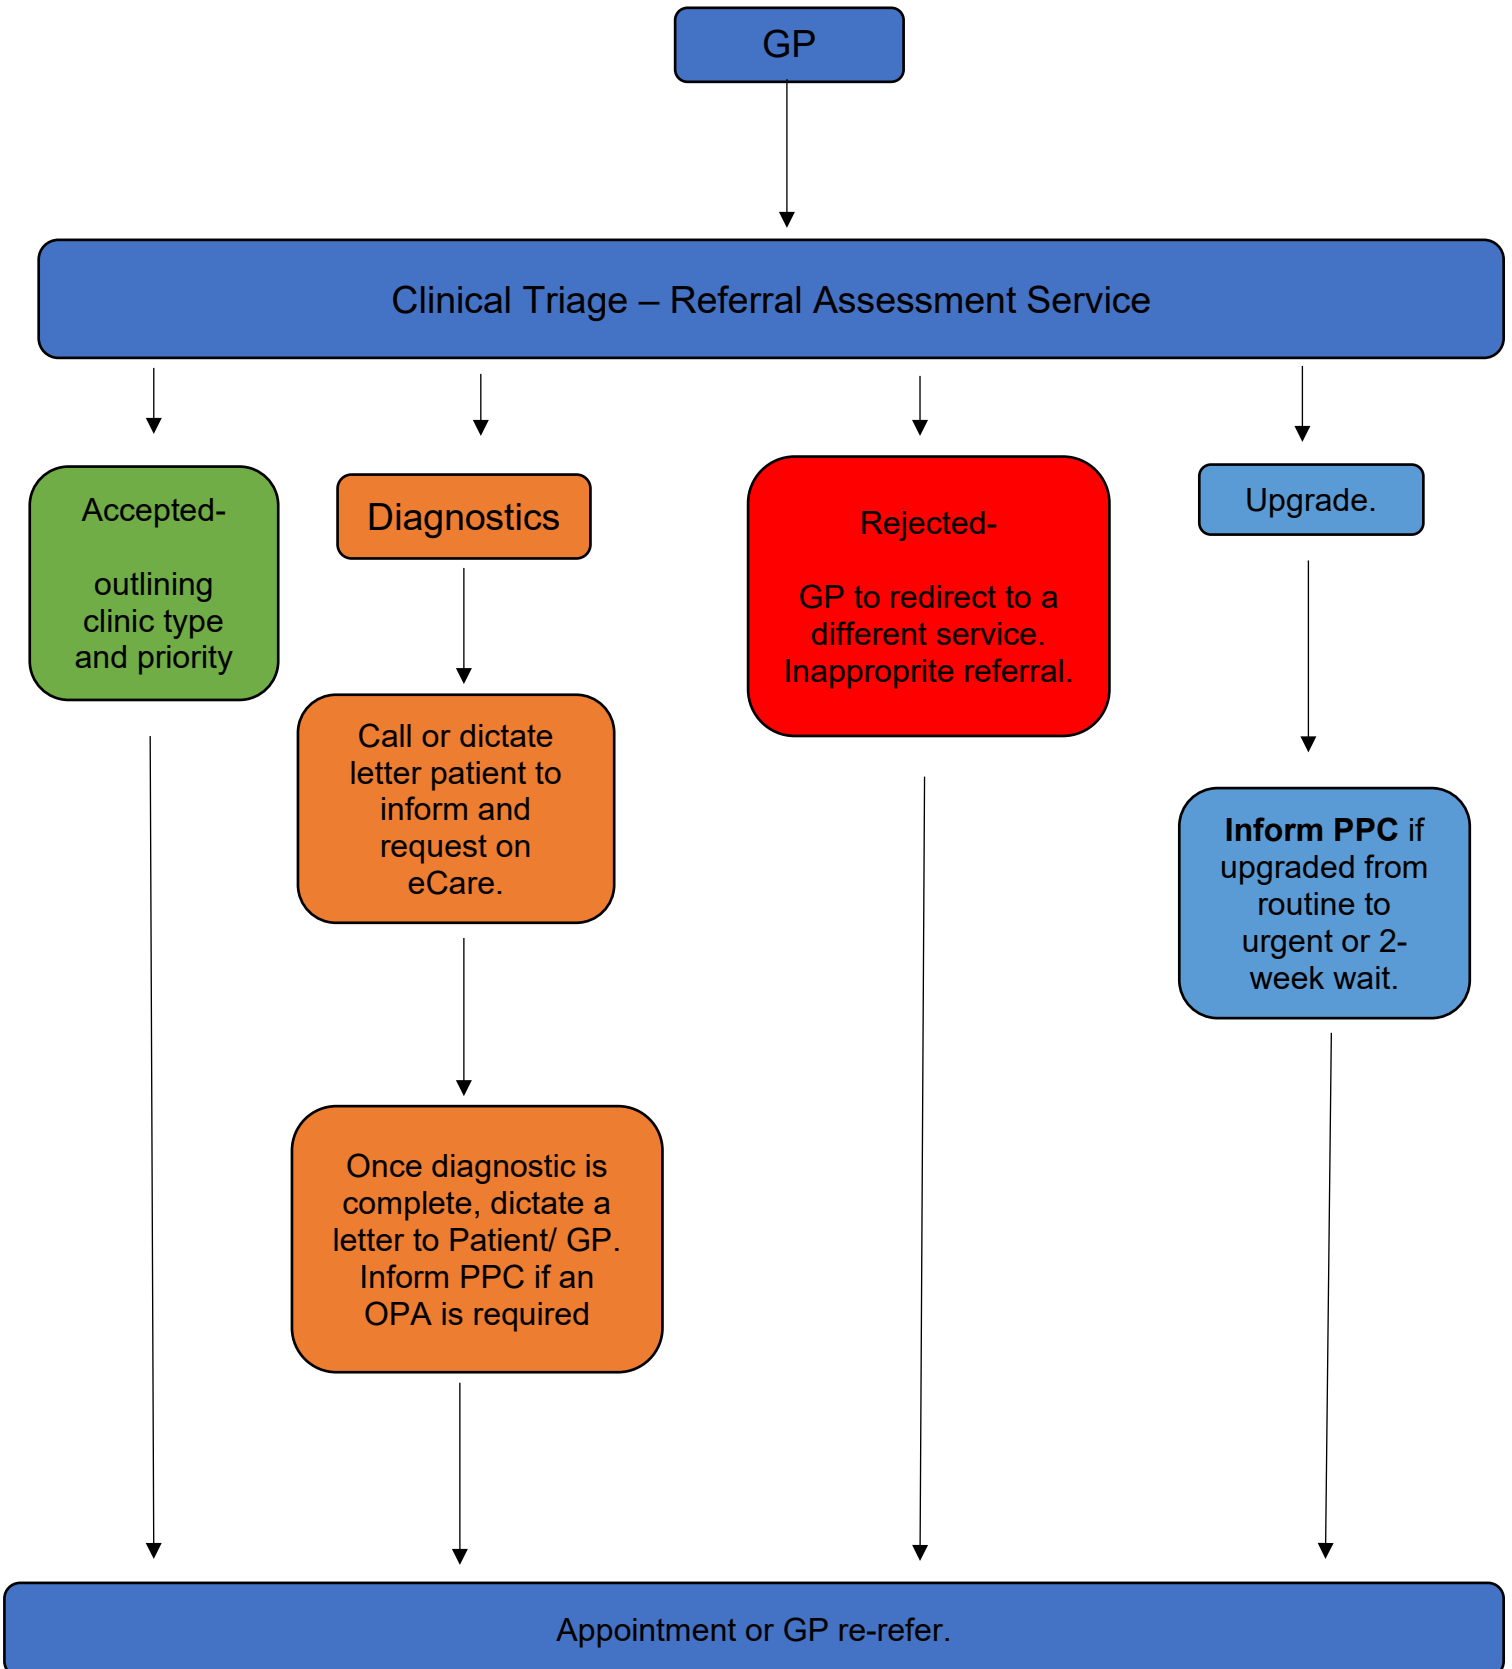 GP
Clinical Triage – Referral Assessment Service
Accepted-
outlining
clinic type
and priority
Diagnostics
Call or dictate
letter patient to
inform and
request on
eCare.
Once diagnostic is
complete, dictate a
letter to Patient/ GP.
Inform PPC if an
OPA is required
Rejected-
GP to redirect to a
different service.
Inapproprite referral.
Upgrade.
Inform PPC if
upgraded from
routine to
urgent or 2-
week wait.
Appointment or GP re-refer.